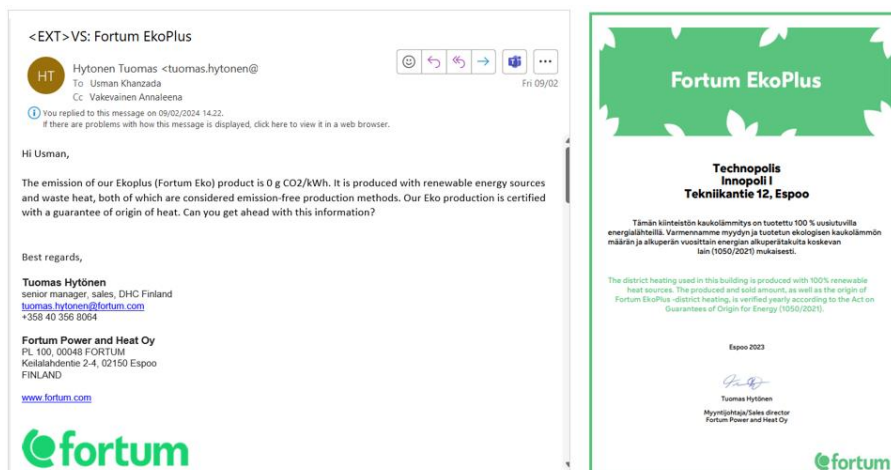 <EXT>VS: Fortum EkoPlus
HT
Hytonen Tuomas <tuomas.hytonen@
To Usman Khanzada
Cc Vakevainen Annaleena
Fri 09/02
You replied to this message on 09/02/2024 14.22.
If there are problems with how this message is displayed, click here to view it in a web browser.
Hi Usman,
The emission of our Ekoplus (Fortum Eko) product is 0 g CO2/kWh. It is produced with renewable energy sources
and waste heat, both of which are considered emission-free production methods. Our Eko production is certified
with a guarantee of origin of heat. Can you get ahead with this information?
Best regards,
Tuomas Hytönen
senior manager, sales, DHC Finland
tuomas.hytonen@fortum.com
+358 40 356 8064
Fortum Power and Heat Oy
PL 100, 00048 FORTUM
Keilalahdentie 2-4, 02150 Espoo
FINLAND
www.fortum.com
fortum
Fortum EkoPlus
Technopolis
Innopoli I
Tekniikantie 12, Espoo
Tämän kiinteistön kaukolämmitys on tuotettu 100 % uusiutuvilla
energialähteillä. Varmennamme myydyn ja tuotetun ekologisen kaukolämmön
määrän ja alkuperän vuosittain energian alkuperätakuita koskevan
lain (1050/2021) mukaisesti.
The district heating used in this building is produced with 100% renewable
heat sources. The produced and sold amount, as well as the origin of
Fortum EkoPlus -district heating, is verified yearly according to the Act on
Guarantees of Origin for Energy (1050/2021).
Espoo 2023
Tuomas Hytönen
Myyntijohtaja/Sales director
Fortum Power and Heat Oy
fortum